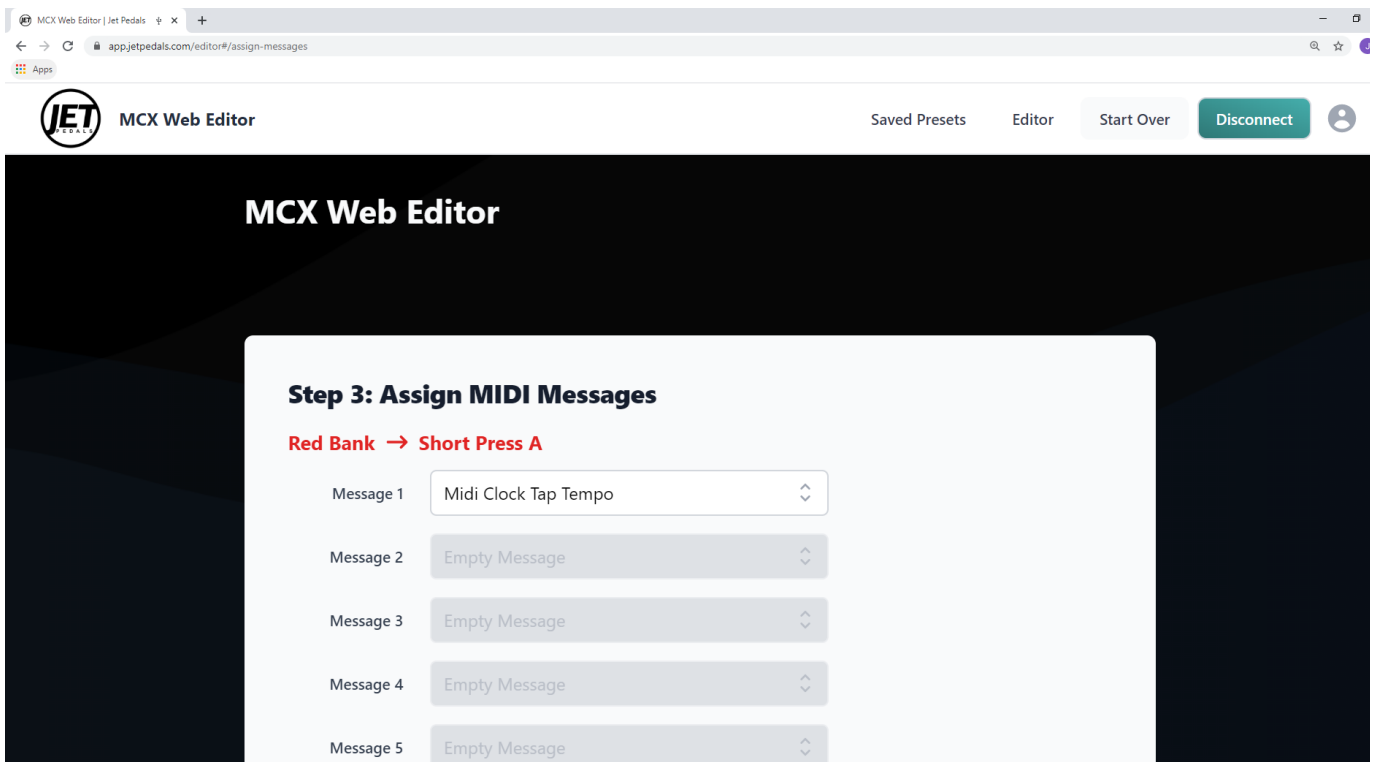 MCX Web Editor | Jet Pedals
app.jetpedals.com/editor#/assign-messages
Apps
JET
PEDALS
MCX Web Editor
Saved Presets
Editor
Start Over
Disconnect
MCX Web Editor
Step 3: Assign MIDI Messages
Red Bank → Short Press A
Message 1
Midi Clock Tap Tempo
Message 2
Empty Message
Message 3
Empty Message
Message 4
Empty Message
Message 5
Empty Message